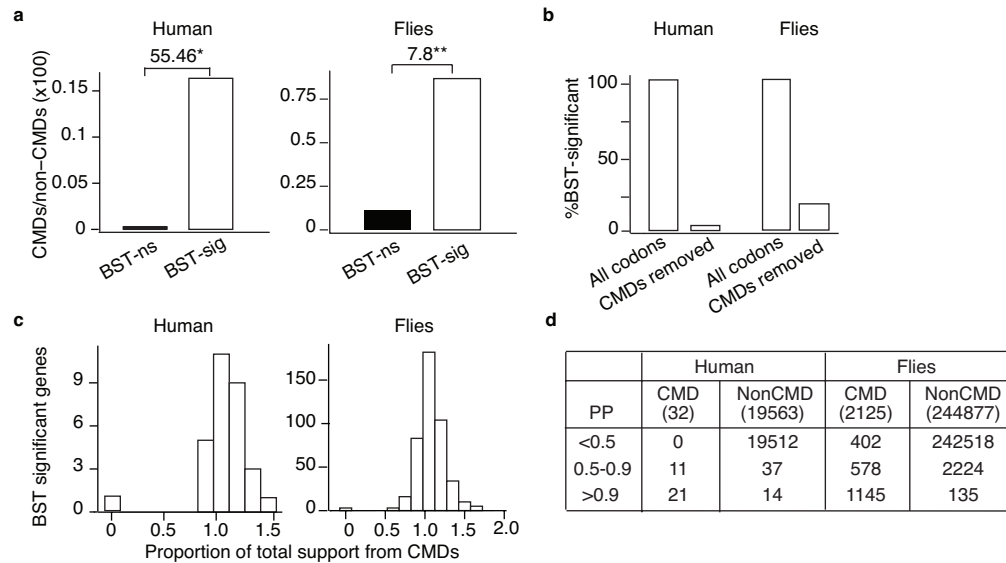 a
Human
Flies
55.46*
7.8**
CMDs/non–CMDs (x100)
0.15
0.1
0.05
0
0.75
0.5
0.25
0
BST-ns
BST-sig
BST-ns
BST-sig
b
Human
Flies
%BST-significant
100
50
0
All codons
CMDs removed
All codons
CMDs removed
c
Human
Flies
BST significant genes
9
6
3
0
150
100
50
0
0 0.5 1.0 1.5
0 0.5 1.0 1.5 2.0
Proportion of total support from CMDs
d
Human Flies
PP CMD (32) NonCMD (19563) CMD (2125) NonCMD (244877)
<0.5 0 19512 402 242518
0.5-0.9 11 37 578 2224
>0.9 21 14 1145 135